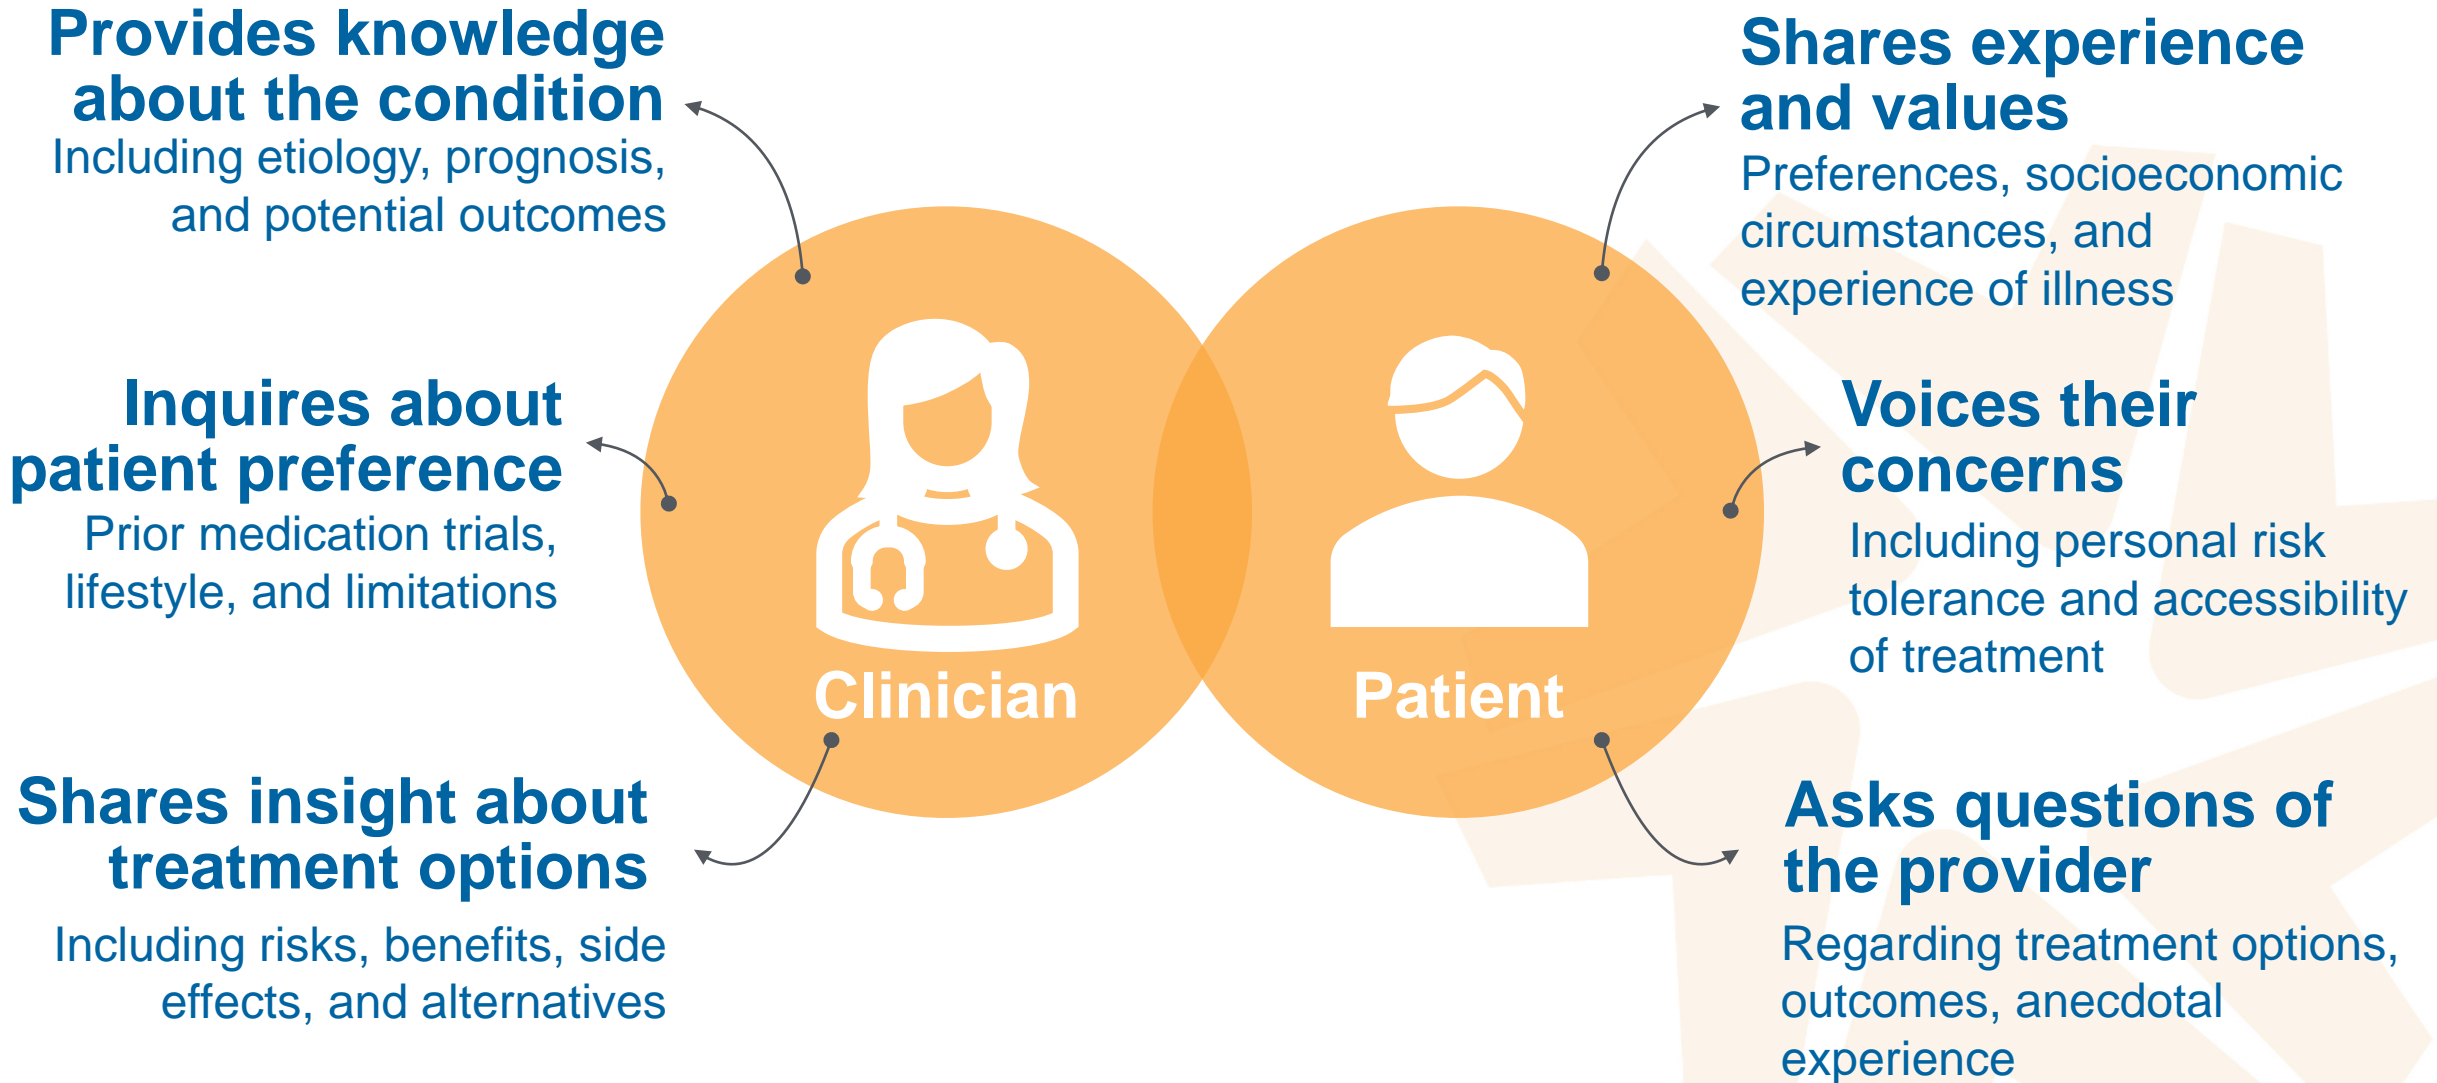 Provides knowledge
about the condition
Including etiology, prognosis,
and potential outcomes
Inquires about
patient preference
Prior medication trials,
lifestyle, and limitations
Shares insight about
treatment options
Including risks, benefits, side
effects, and alternatives
Clinician
Patient
Shares experience
and values
Preferences, socioeconomic
circumstances, and
experience of illness
Voices their
concerns
Including personal risk
tolerance and accessibility
of treatment
Asks questions of
the provider
Regarding treatment options,
outcomes, anecdotal
experience